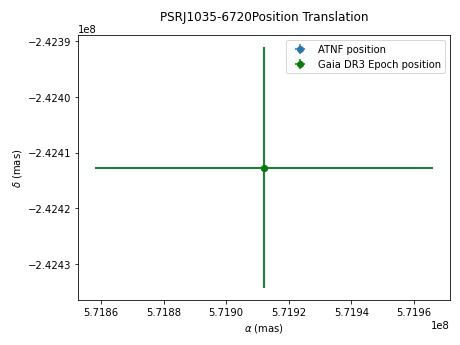 PSRJ1035-6720Position Translation
1e8
ATNF position
Gaia DR3 Epoch position
−2.4239
−2.4240
−2.4241
−2.4242
−2.4243
δ (mas)
5.7186 5.7188 5.7190 5.7192 5.7194 5.7196
1e8
α (mas)